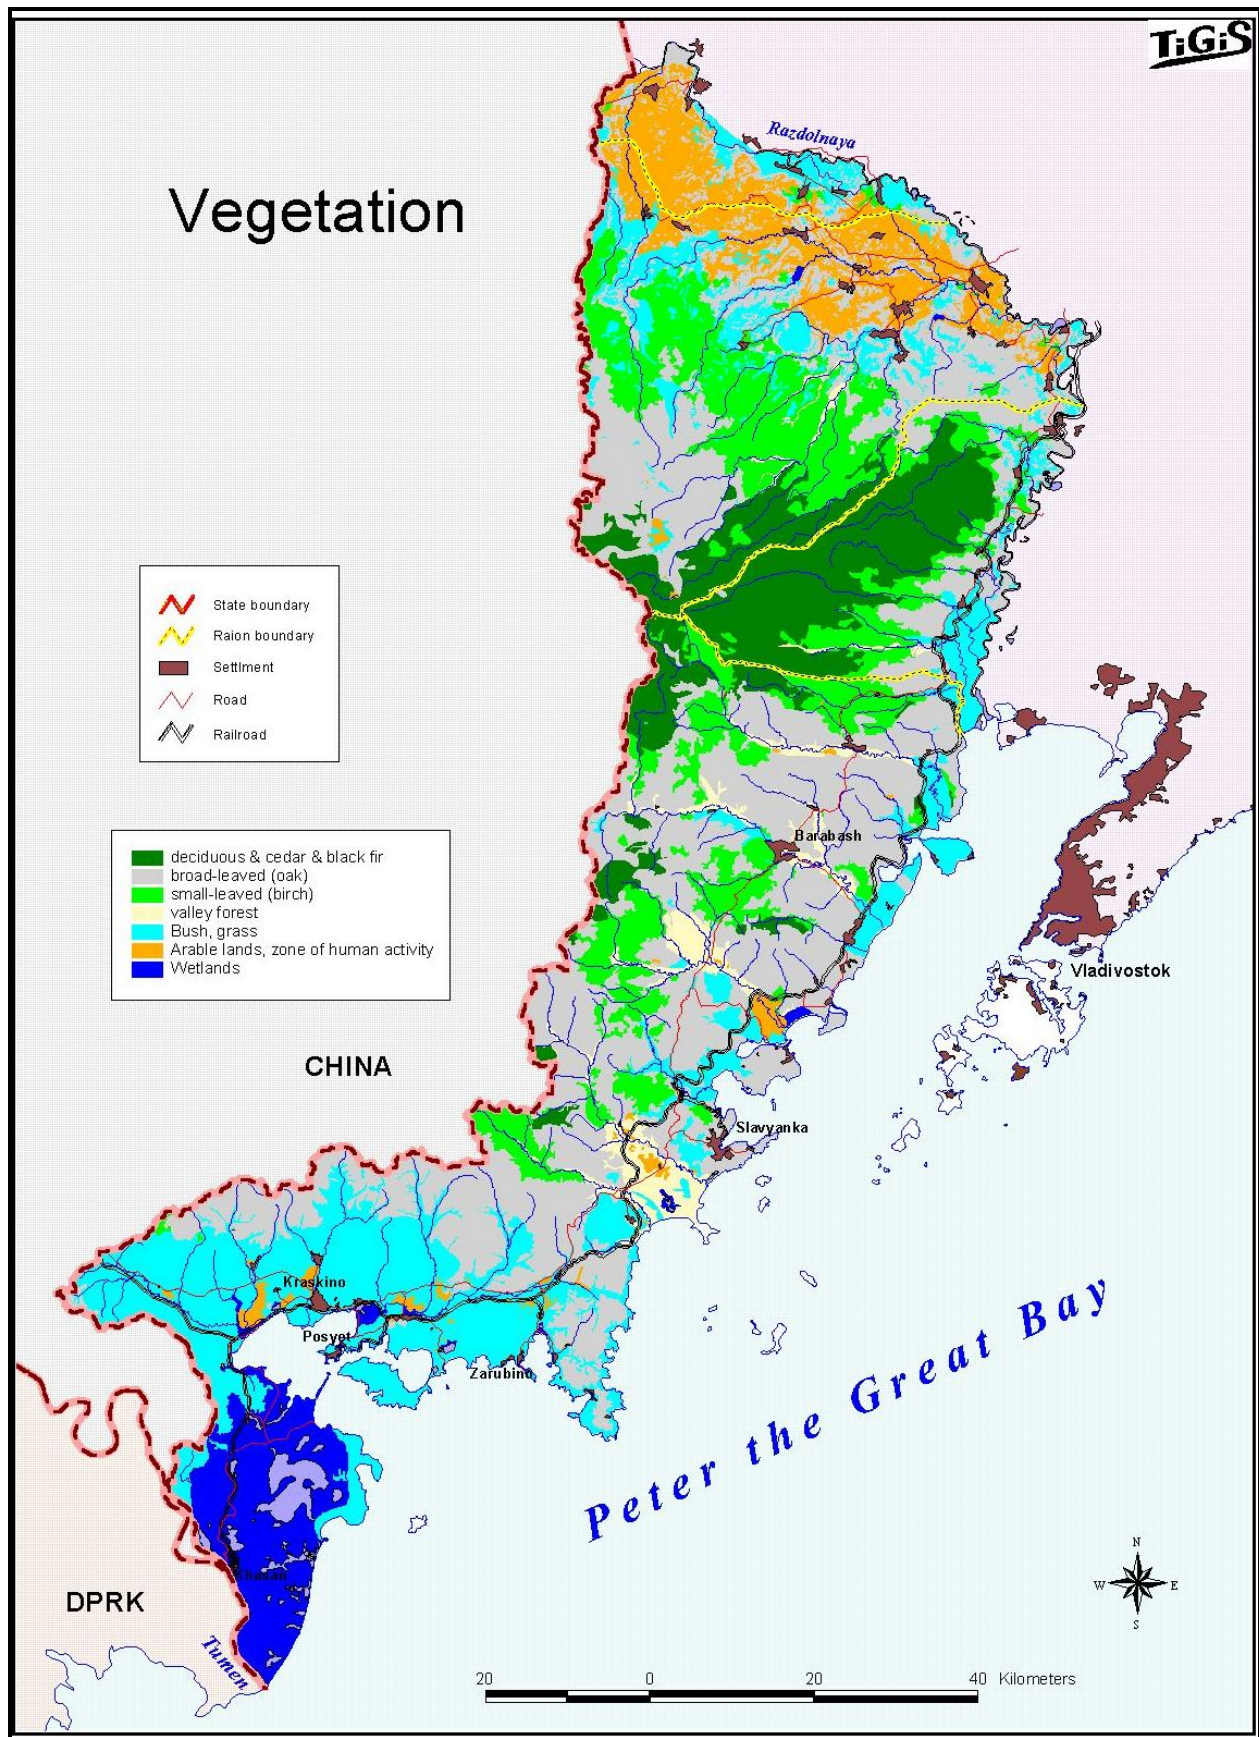 TiGiS
Razdolnaya
Vegetation
State boundary
Raion boundary
Settlment
Road
Railroad
deciduous & cedar & black fir
broad-leaved (oak)
small-leaved (birch)
valley forest
Bush, grass
Arable lands, zone of human activity
Wetlands
Barabash
Vladivostok
CHINA
Slavyanka
Kraskino
Posyet
Zarubino
Peter the Great Bay
Khasan
DPRK
Tumen
N
W E
S
20 0 20 40 Kilometers